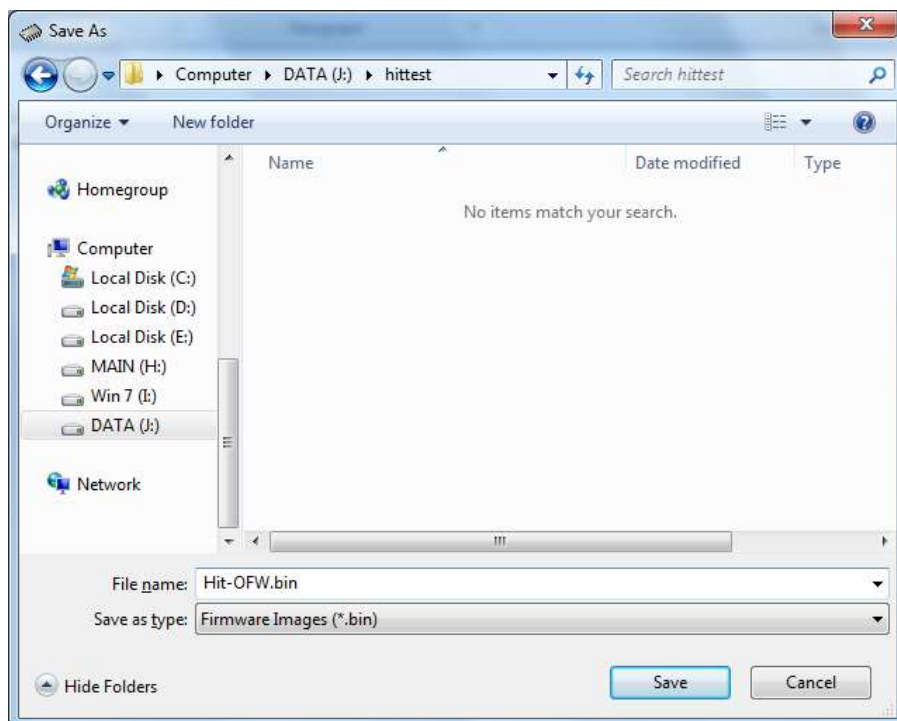 Save As
Computer ▸ DATA (J:) ▸ hittest
Search hittest
Organize
New folder
Name
Date modified
Type
No items match your search.
Homegroup
Computer
Local Disk (C:)
Local Disk (D:)
Local Disk (E:)
MAIN (H:)
Win 7 (I:)
DATA (J:)
Network
File name: Hit-OFW.bin
Save as type: Firmware Images (*.bin)
Hide Folders
Save
Cancel